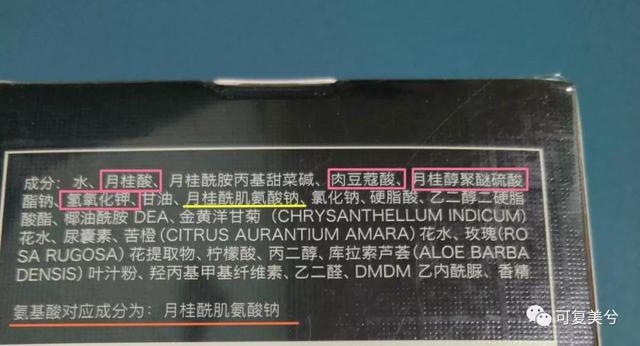 成分：水、月桂酸、月桂酰胺丙基甜菜碱、肉豆蔻酸、月桂醇聚醚硫酸
酯钠、氢氧化钾、甘油、月桂酰肌氨酸钠、氯化钠、硬脂酸、乙二醇二硬脂
酸酯、椰油酰胺 DEA、金黄洋甘菊（CHRYSANTHELLUM INDICUM）
花水、尿囊素、苦橙（CITRUS AURANTIUM AMARA）花水、玫瑰(RO
SA RUGOSA) 花提取物、柠檬酸、丙二醇、库拉索芦荟(ALOE BARBA
DENSIS) 叶汁粉、羟丙基甲基纤维素、乙二醛、DMDM 乙内酰脲、香精
氨基酸对应成分为：月桂酰肌氨酸钠
可复美兮